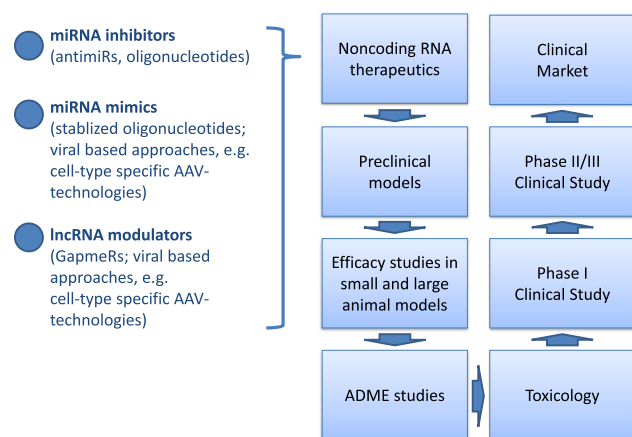 miRNA inhibitors
(antimiRs, oligonucleotides)
miRNA mimics
(stablized oligonucleotides;
viral based approaches, e.g.
cell-type specific AAV-
technologies)
lncRNA modulators
(GapmeRs; viral based
approaches, e.g.
cell-type specific AAV-
technologies)
Noncoding RNA
therapeutics
Preclinical
models
Efficacy studies in
small and large
animal models
ADME studies
Toxicology
Phase I
Clinical Study
Phase II/III
Clinical Study
Clinical
Market